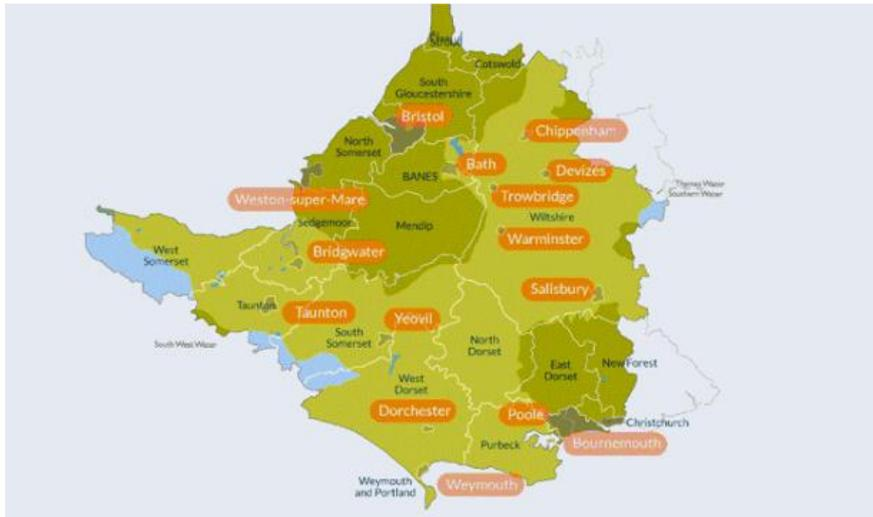 Stroud
Cotswold
South
Gloucestershire
Bristol
Chippenham
North
Somerset
Bath
BANES
Devizes
Thames Water
Southern Water
Weston-super-Mare
Trowbridge
Sedgemoor
Mendip
Wiltshire
Warminster
West
Somerset
Bridgwater
Salisbury
Taunton
Taunton
Yeovil
South West Water
South
Somerset
North
Dorset
East
Dorset
New Forest
West
Dorset
Dorchester
Poole
Christchurch
Purbeck
Bournemouth
Weymouth
and Portland
Weymouth